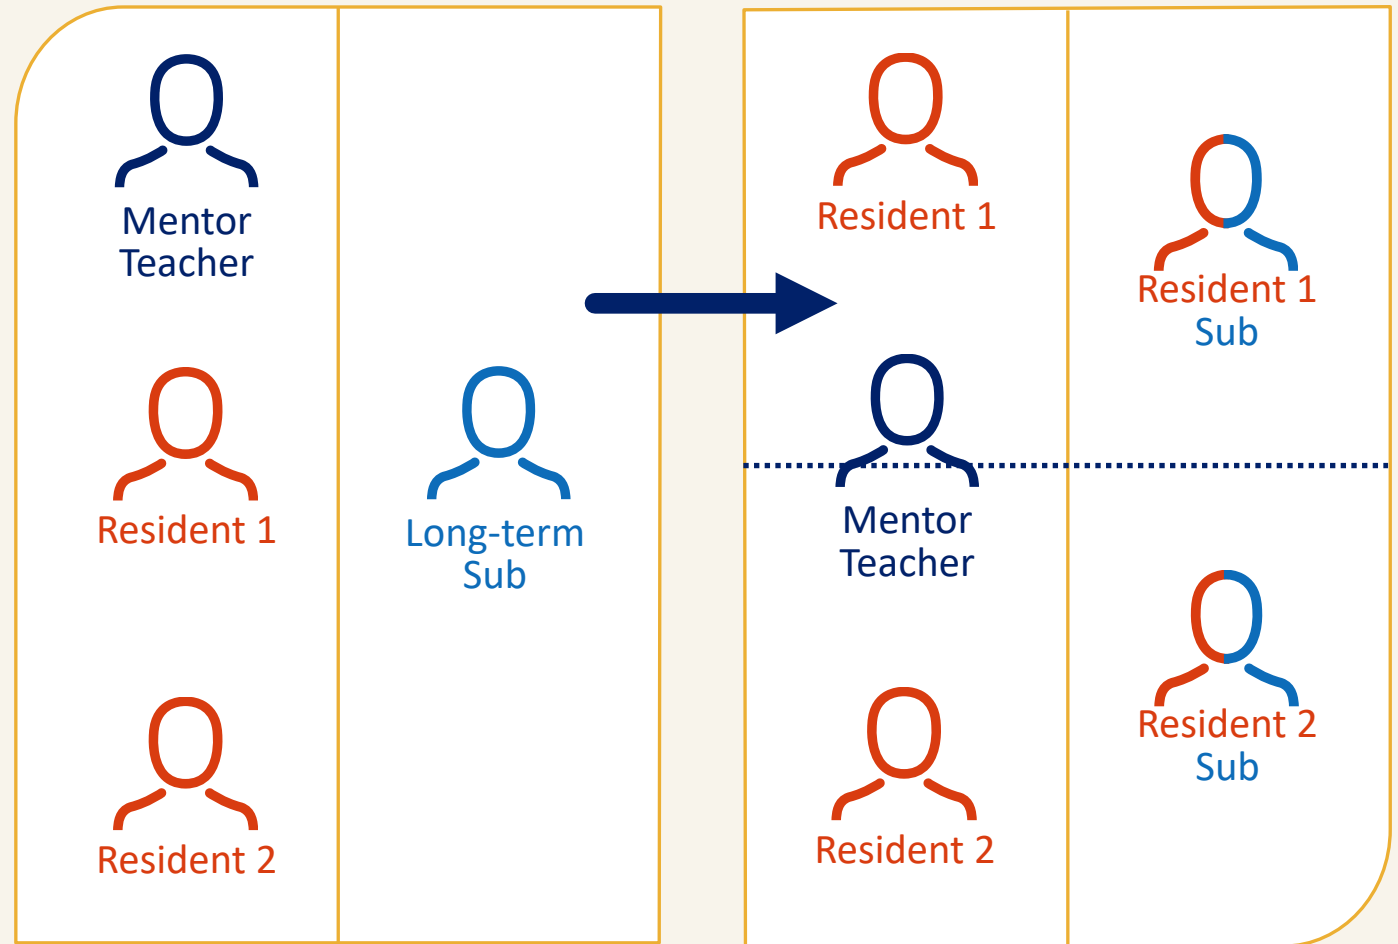 Mentor
Teacher
Resident 1
Resident 2
Long-term
Sub
Resident 1
Mentor
Teacher
Resident 2
Resident 1
Sub
Resident 2
Sub